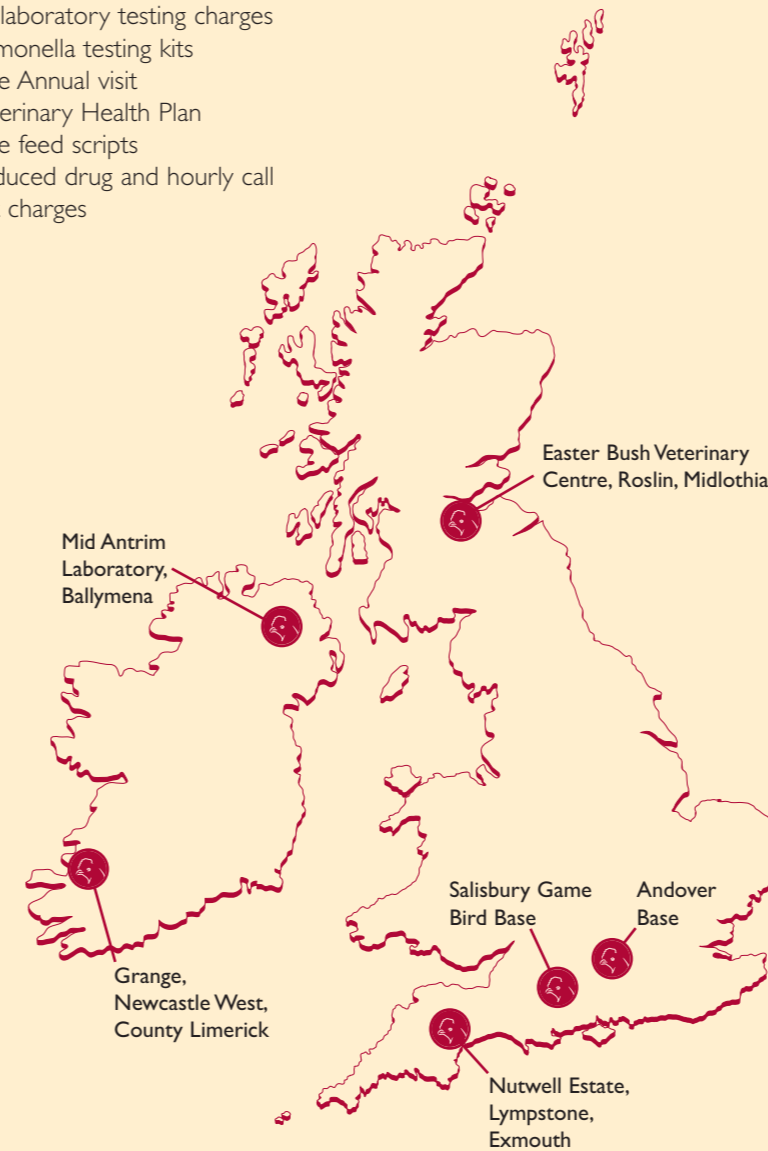 laboratory testing charges
monella testing kits
e Annual visit
erinary Health Plan
e feed scripts
duced drug and hourly call
charges
Easter Bush Veterinary
Centre, Roslin, Midlothia
Mid Antrim
Laboratory,
Ballymena
Salisbury Game
Bird Base
Andover
Base
Grange,
Newcastle West,
County Limerick
Nutwell Estate,
Lympstone,
Exmouth